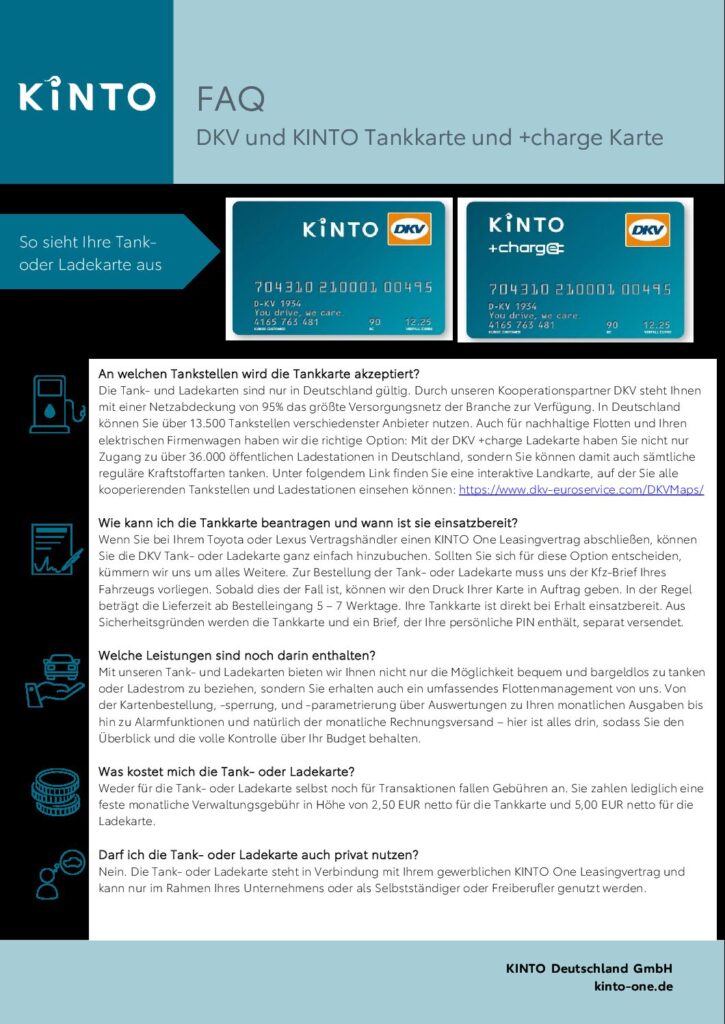 KINTO
FAQ
DKV und KINTO Tankkarte und +charge Karte
So sieht Ihre Tank-
oder Ladekarte aus
KINTO DKV
704310 210001 00495
D-KV 1934
You drive, we care.
4165 763 481 90 12.25
KINTO DKV
+charge
704310 210001 00495
D-KV 1934
You drive, we care.
4165 763 481 90 12.25
An welchen Tankstellen wird die Tankkarte akzeptiert?
Die Tank- und Ladekarten sind nur in Deutschland gültig. Durch unseren Kooperationspartner DKV steht Ihnen
mit einer Netzabdeckung von 95% das größte Versorgungsnetz der Branche zur Verfügung. In Deutschland
können Sie über 13.500 Tankstellen verschiedenster Anbieter nutzen. Auch für nachhaltige Flotten und Ihren
elektrischen Firmenwagen haben wir die richtige Option: Mit der DKV +charge Ladekarte haben Sie nicht nur
Zugang zu über 36.000 öffentlichen Ladestationen in Deutschland, sondern Sie können damit auch sämtliche
reguläre Kraftstoffarten tanken. Unter folgendem Link finden Sie eine interaktive Landkarte, auf der Sie alle
kooperierenden Tankstellen und Ladestationen einsehen können: https://www.dkv-euroservice.com/DKVMaps/
Wie kann ich die Tankkarte beantragen und wann ist sie einsatzbereit?
Wenn Sie bei Ihrem Toyota oder Lexus Vertragshändler einen KINTO One Leasingvertrag abschließen, können
Sie die DKV Tank- oder Ladekarte ganz einfach hinzubuchen. Sollten Sie sich für diese Option entscheiden,
kümmern wir uns um alles Weitere. Zur Bestellung der Tank- oder Ladekarte muss uns der Kfz-Brief Ihres
Fahrzeugs vorliegen. Sobald dies der Fall ist, können wir den Druck Ihrer Karte in Auftrag geben. In der Regel
beträgt die Lieferzeit ab Bestelleingang 5 – 7 Werktage. Ihre Tankkarte ist direkt bei Erhalt einsatzbereit. Aus
Sicherheitsgründen werden die Tankkarte und ein Brief, der Ihre persönliche PIN enthält, separat versendet.
Welche Leistungen sind noch darin enthalten?
Mit unseren Tank- und Ladekarten bieten wir Ihnen nicht nur die Möglichkeit bequem und bargeldlos zu tanken
oder Ladestrom zu beziehen, sondern Sie erhalten auch ein umfassendes Flottenmanagement von uns. Von
der Kartenbestellung, -sperrung, und -parametrierung über Auswertungen zu Ihren monatlichen Ausgaben bis
hin zu Alarmfunktionen und natürlich der monatliche Rechnungsversand – hier ist alles drin, sodass Sie den
Überblick und die volle Kontrolle über Ihr Budget behalten.
Was kostet mich die Tank- oder Ladekarte?
Weder für die Tank- oder Ladekarte selbst noch für Transaktionen fallen Gebühren an. Sie zahlen lediglich eine
feste monatliche Verwaltungsgebühr in Höhe von 2,50 EUR netto für die Tankkarte und 5,00 EUR netto für die
Ladekarte.
Darf ich die Tank- oder Ladekarte auch privat nutzen?
Nein. Die Tank- oder Ladekarte steht in Verbindung mit Ihrem gewerblichen KINTO One Leasingvertrag und
kann nur im Rahmen Ihres Unternehmens oder als Selbstständiger oder Freiberufler genutzt werden.
KINTO Deutschland GmbH
kinto-one.de